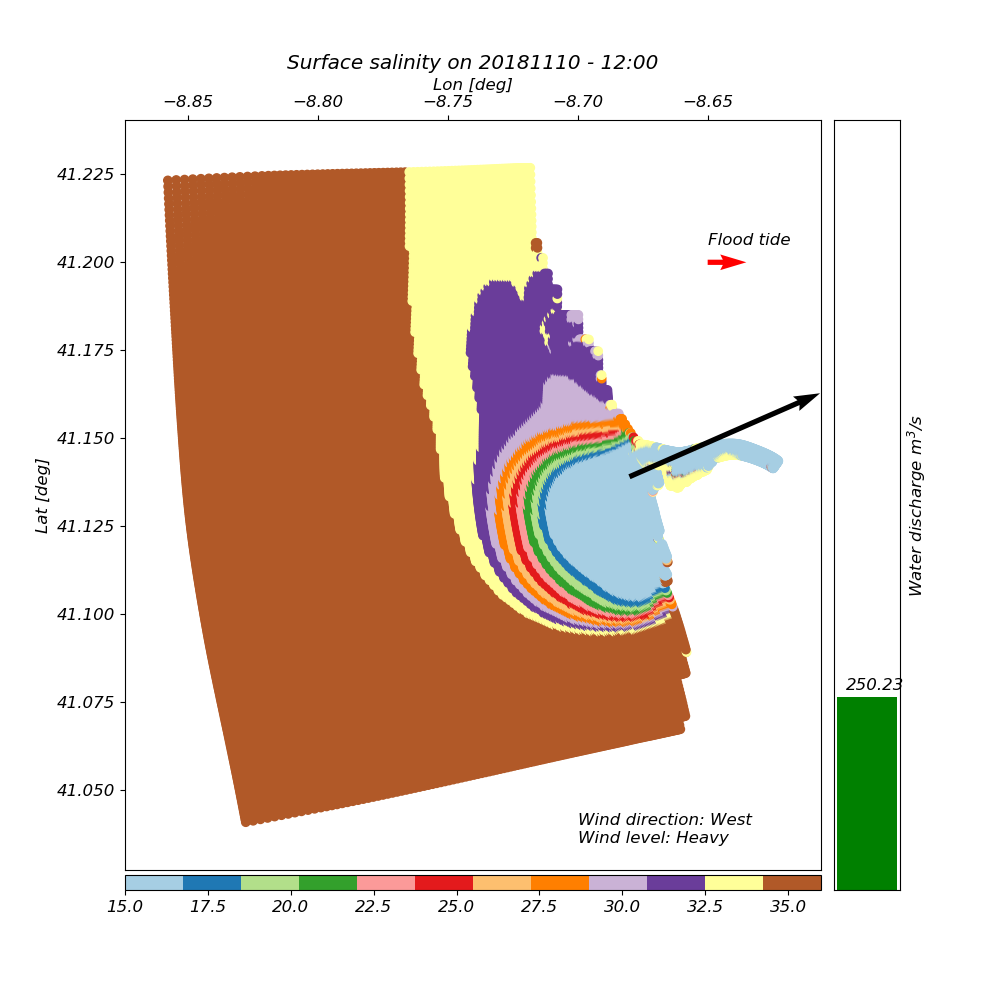 Surface salinity on 20181110 - 12:00
Lon [deg]
−8.85 −8.80 −8.75 −8.70 −8.65
41.225
41.200
41.175
41.150
41.125
41.100
41.075
41.050
Lat [deg]
Flood tide
Wind direction: West
Wind level: Heavy
15.0 17.5 20.0 22.5 25.0 27.5 30.0 32.5 35.0
250.23
Water discharge m³/s